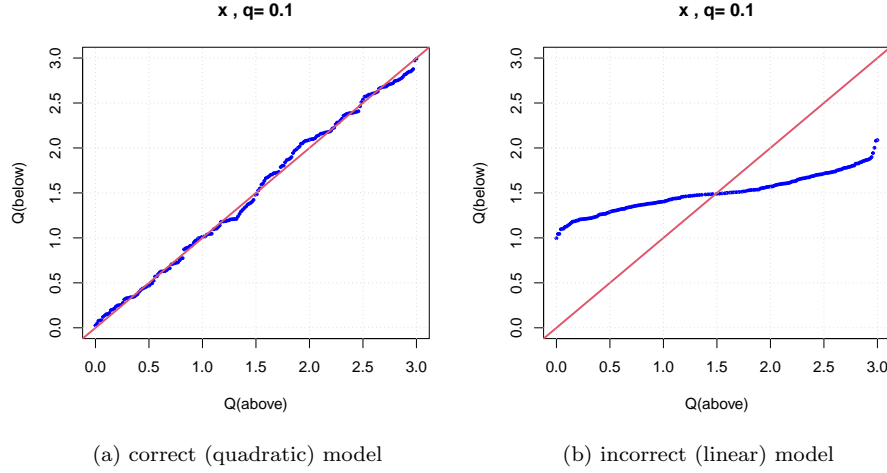 x , q= 0.1
Q(below)
3.0
2.5
2.0
1.5
1.0
0.5
0.0
0.0 0.5 1.0 1.5 2.0 2.5 3.0
Q(above)
(a) correct (quadratic) model
x , q= 0.1
Q(below)
3.0
2.5
2.0
1.5
1.0
0.5
0.0
0.0 0.5 1.0 1.5 2.0 2.5 3.0
Q(above)
(b) incorrect (linear) model